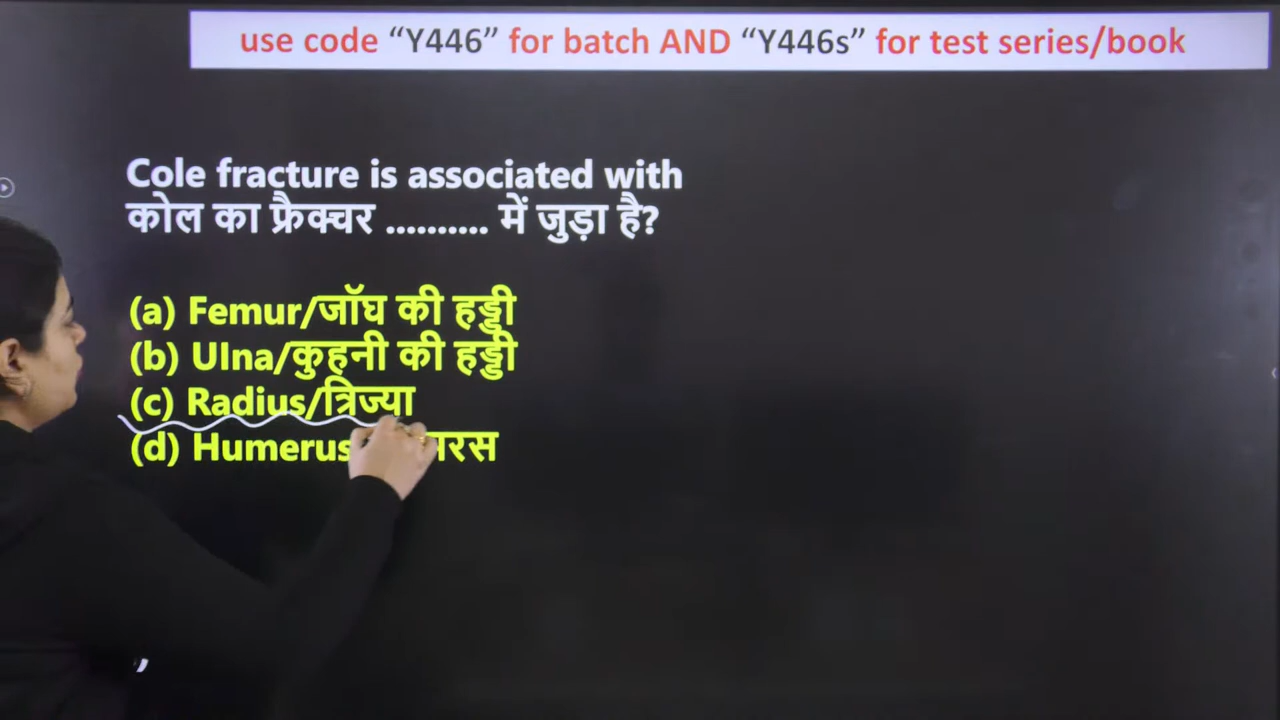 use code “Y446” for batch AND “Y446s” for test series/book
Cole fracture is associated with
कोल का फ्रैक्चर .......... में जुड़ा है?
(a) Femur/जाँघ की हड्डी
(b) Ulna/कुहनी की हड्डी
(c) Radius/त्रिज्या
(d) Humerus